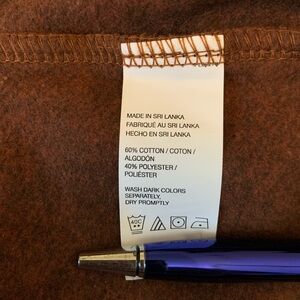 MADE IN SRI LANKA
FABRIQUÉ AU SRI LANKA
HECHO EN SRI LANKA
60% COTTON / COTON /
ALGODÓN
40% POLYESTER /
POLIÉSTER
WASH DARK COLORS
SEPARATELY,
DRY PROMPTLY
40C